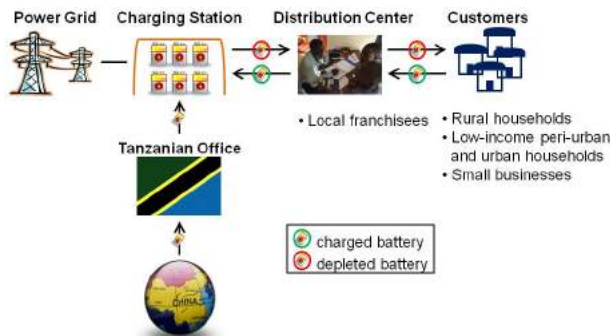 Power Grid
Charging Station
Distribution Center
Customers
• Local franchisees
• Rural households
• Low-income peri-urban
and urban households
• Small businesses
Tanzanian Office
charged battery
depleted battery
CHINA